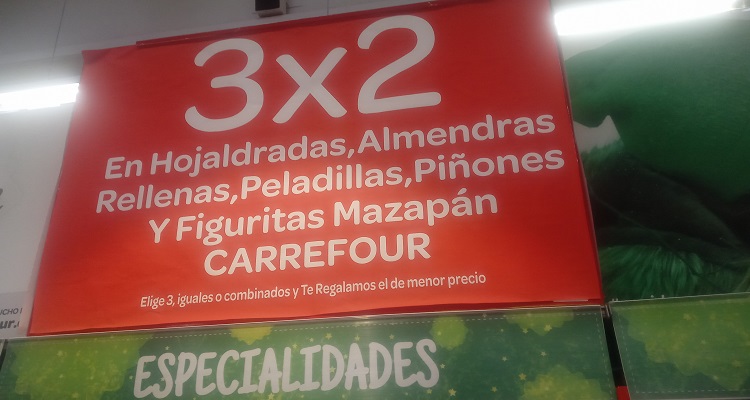 3x2
En Hojaldradas,Almendras
Rellenas,Peladillas,Piñones
Y Figuritas Mazapán
CARREFOUR
Elige 3, iguales o combinados y Te Regalamos el de menor precio
ESPECIALIDADES